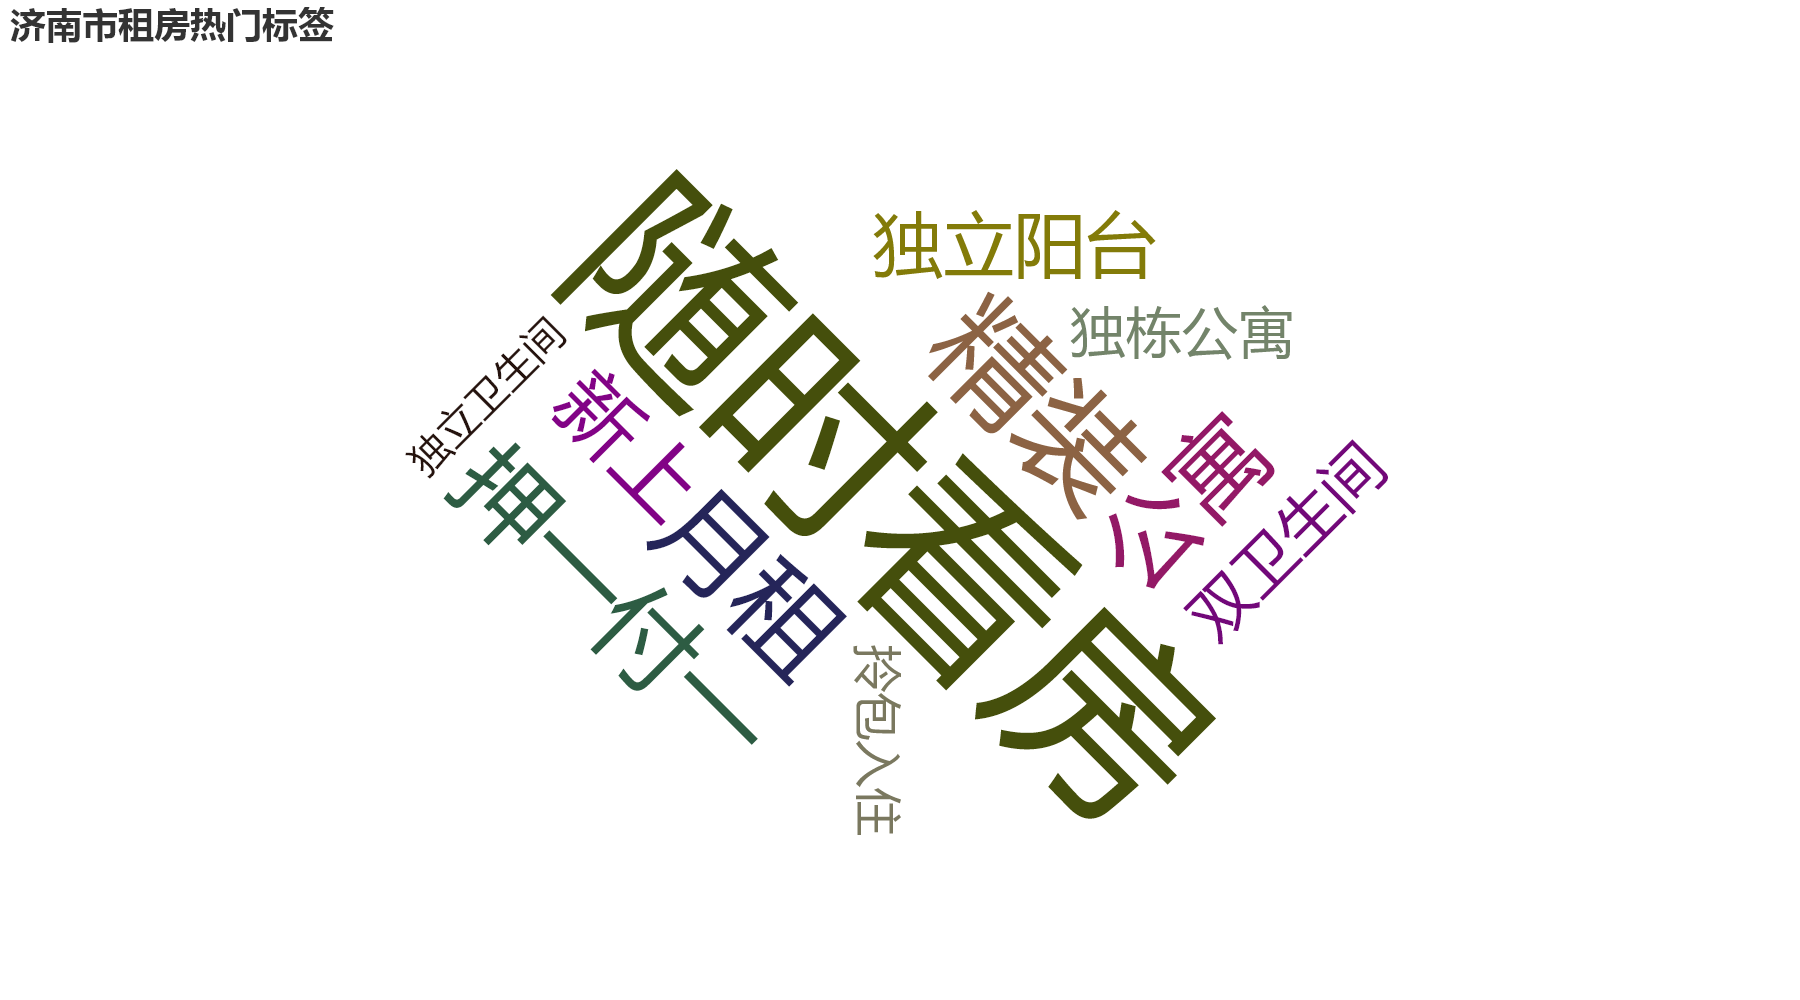 济南市租房热门标签
随时看房
独立阳台
精装
独栋公寓
独立卫生间
新上
公寓
双卫生间
押一付一
月租
拎包入住